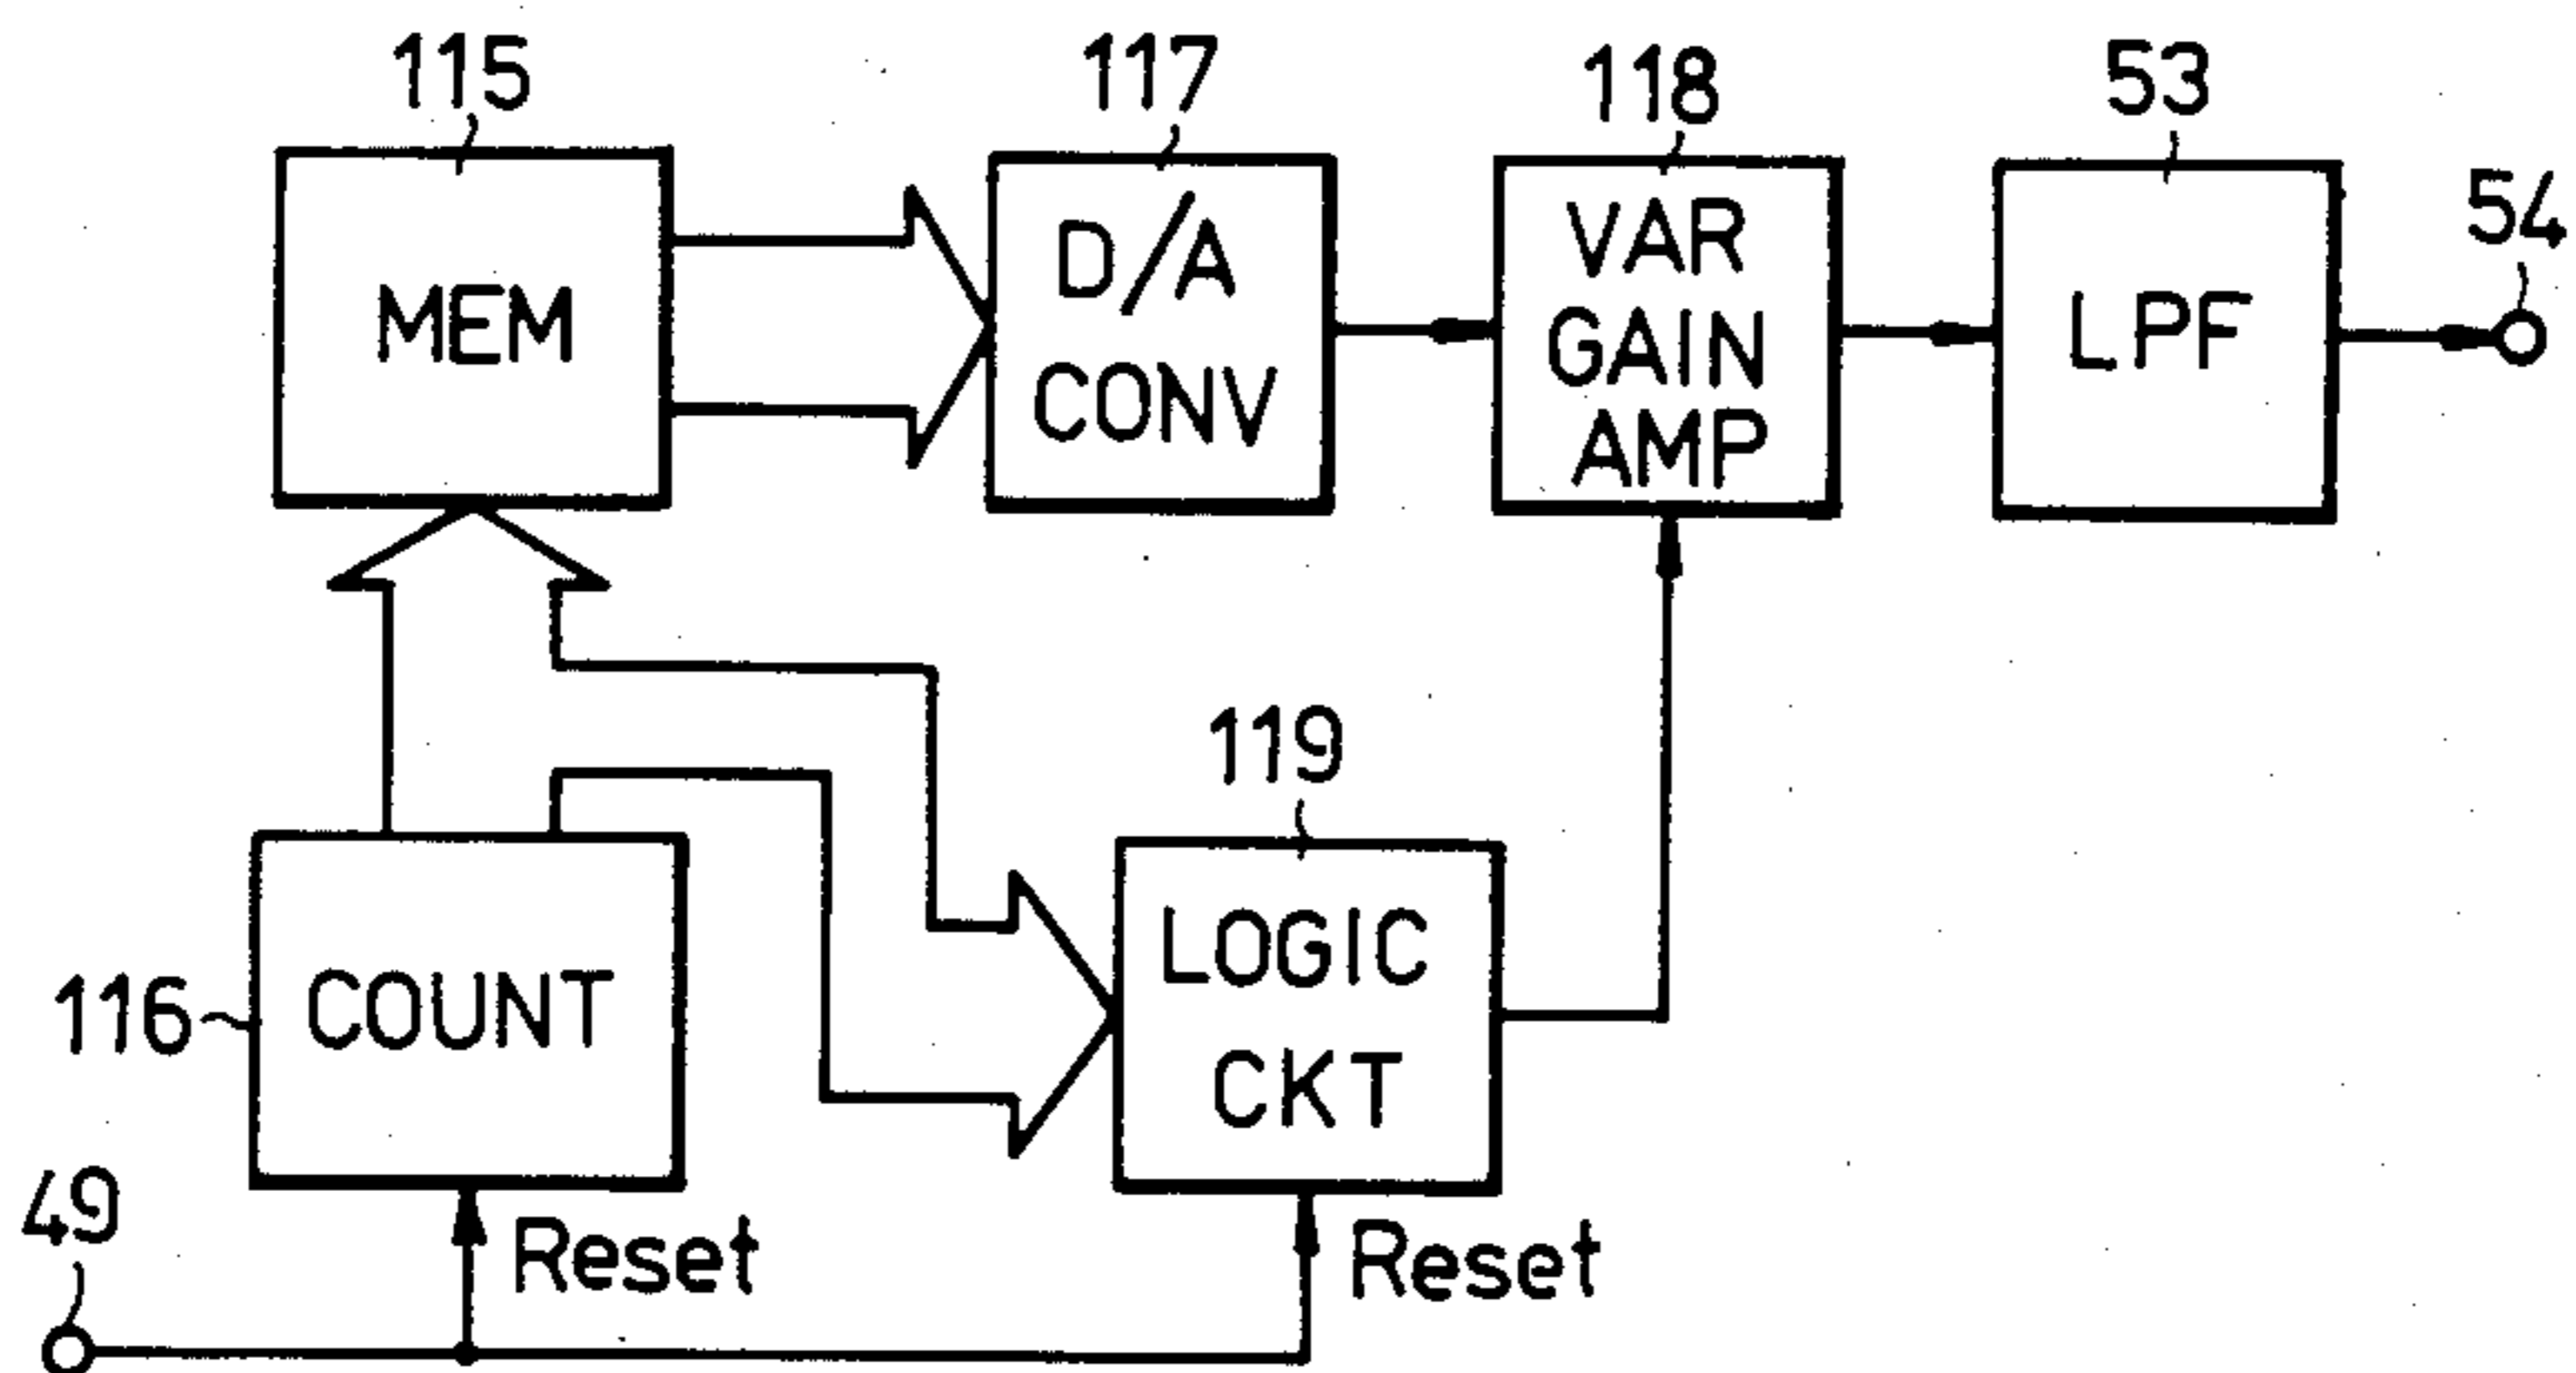 115
117
118
53
54
MEM
D/A
CONV
VAR
GAIN
AMP
LPF
119
116
COUNT
LOGIC
CKT
49
Reset
Reset